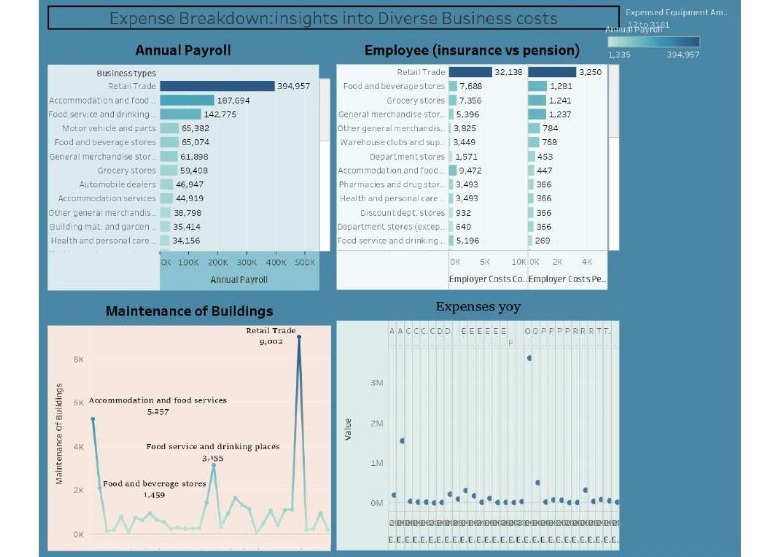 Expense Breakdown:insights into Diverse Business costs
Expensed Equipment Am..
12 to 3181
Annual Payroll
1,335 394,957
Annual Payroll
Business types
Retail Trade 394,957
Accommodation and food .. 187,694
Food service and drinking .. 142,775
Motor vehicle and parts 65,382
Food and beverage stores 65,074
General merchandise stor.. 61,898
Grocery stores 59,408
Automobile dealers 46,947
Accommodation services 44,919
Other general merchandis.. 38,798
Building mat. and garden .. 35,414
Health and personal care .. 34,156
0K 100K 200K 300K 400K 500K
Annual Payroll
Employee (insurance vs pension)
Retail Trade 32,138 3,250
Food and beverage stores 7,688 1,281
Grocery stores 7,356 1,241
General merchandise stor.. 5,396 1,237
Other general merchandis.. 3,825 784
Warehouse clubs and sup.. 3,449 768
Department stores 1,571 453
Accommodation and food .. 9,472 447
Pharmacies and drug stor.. 3,493 366
Health and personal care .. 3,493 366
Discount dept. stores 932 366
Department stores (excep.. 640 366
Food service and drinking .. 5,196 269
0K 5K 10K 0K 2K 4K
Employer Costs Co.. Employer Costs Pe..
Maintenance of Buildings
Retail Trade
9,002
Accommodation and food services
5,257
Food service and drinking places
3,155
Food and beverage stores
1,459
Maintenance Of Buildings
8K
6K
4K
2K
0K
Expenses yoy
A A C C C C D D E E E E E E F O O P P P P R R R T T.
Value
3M
2M
1M
0M